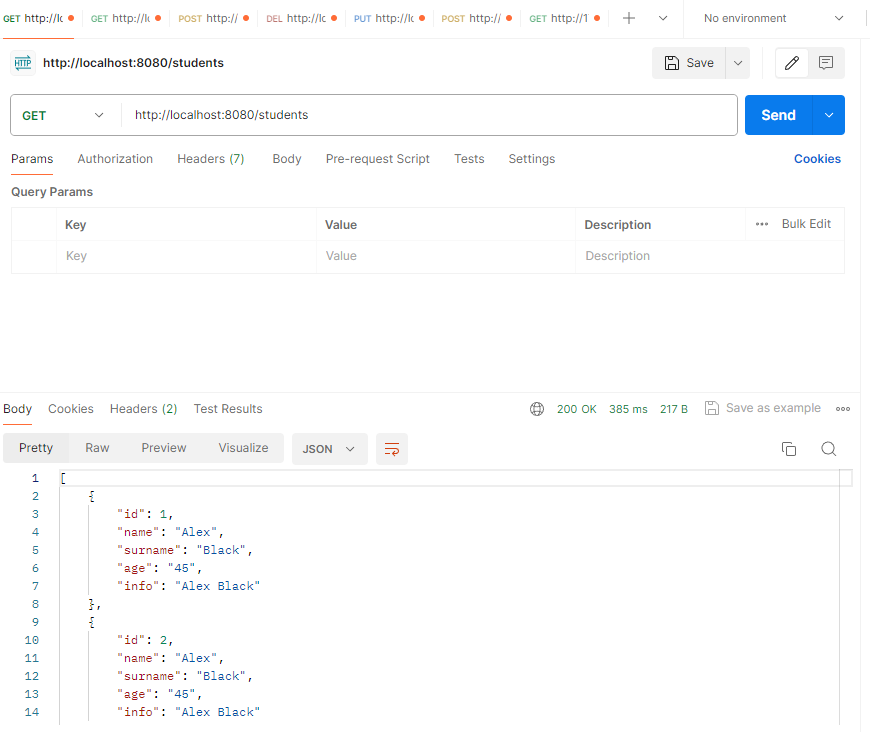 GET http://lo GET http://lo POST http:// DEL http://lc PUT http://lc POST http:// GET http://1 No environment
HTTP http://localhost:8080/students Save
GET http://localhost:8080/students Send
Params Authorization Headers (7) Body Pre-request Script Tests Settings Cookies
Query Params
Key Value Description ••• Bulk Edit
Key Value Description
Body Cookies Headers (2) Test Results 200 OK 385 ms 217 B Save as example
Pretty Raw Preview Visualize JSON
1 [
2 {
3 "id": 1,
4 "name": "Alex",
5 "surname": "Black",
6 "age": "45",
7 "info": "Alex Black"
8 },
9 {
10 "id": 2,
11 "name": "Alex",
12 "surname": "Black",
13 "age": "45",
14 "info": "Alex Black"